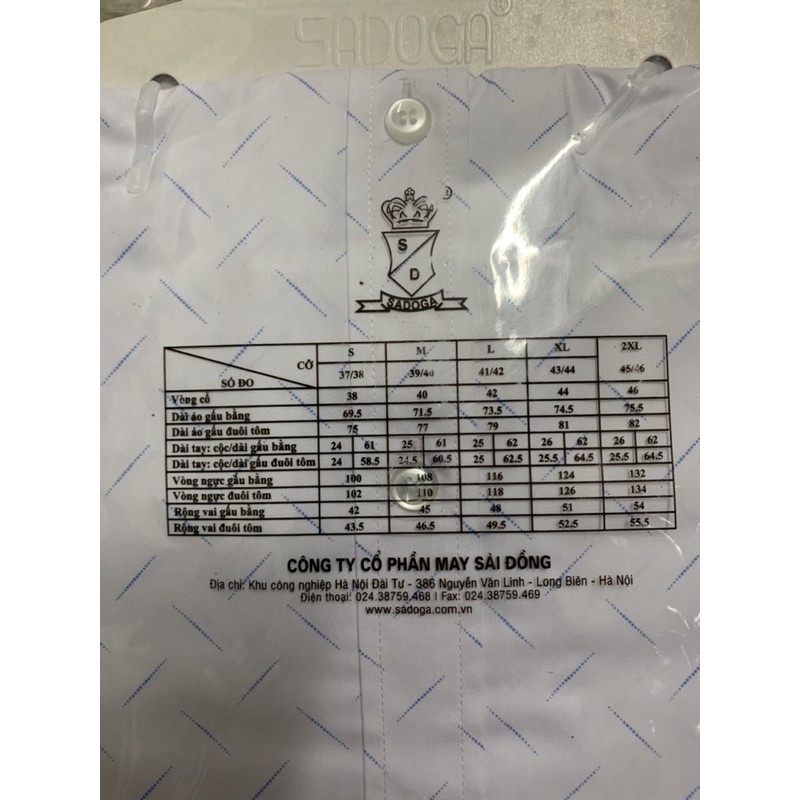 SADOGA®
®
S
D
SADOGA
CỠ S M L XL 2XL
SỐ ĐO 37/38 39/40 41/42 43/44 45/46
Vòng cổ 38 40 42 44 46
Dài áo gấu bằng 69.5 71.5 73.5 74.5 75.5
Dài áo gấu đuôi tôm 75 77 79 81 82
Dài tay: cộc/dài gấu bằng 24 61 25 61 25 62 26 62 26 62
Dài tay: cộc/dài gấu đuôi tôm 24 58.5 24.5 60.5 25 62.5 25.5 64.5 25.5 64.5
Vòng ngực gấu bằng 100 108 116 124 132
Vòng ngực đuôi tôm 102 110 118 126 134
Rộng vai gấu bằng 42 45 48 51 54
Rộng vai đuôi tôm 43.5 46.5 49.5 52.5 55.5
CÔNG TY CỔ PHẦN MAY SÀI ĐỒNG
Địa chỉ: Khu công nghiệp Hà Nội Đài Tư - 386 Nguyễn Văn Linh - Long Biên - Hà Nội
Điện thoại: 024.38759.468 | Fax: 024.38759.469
www.sadoga.com.vn